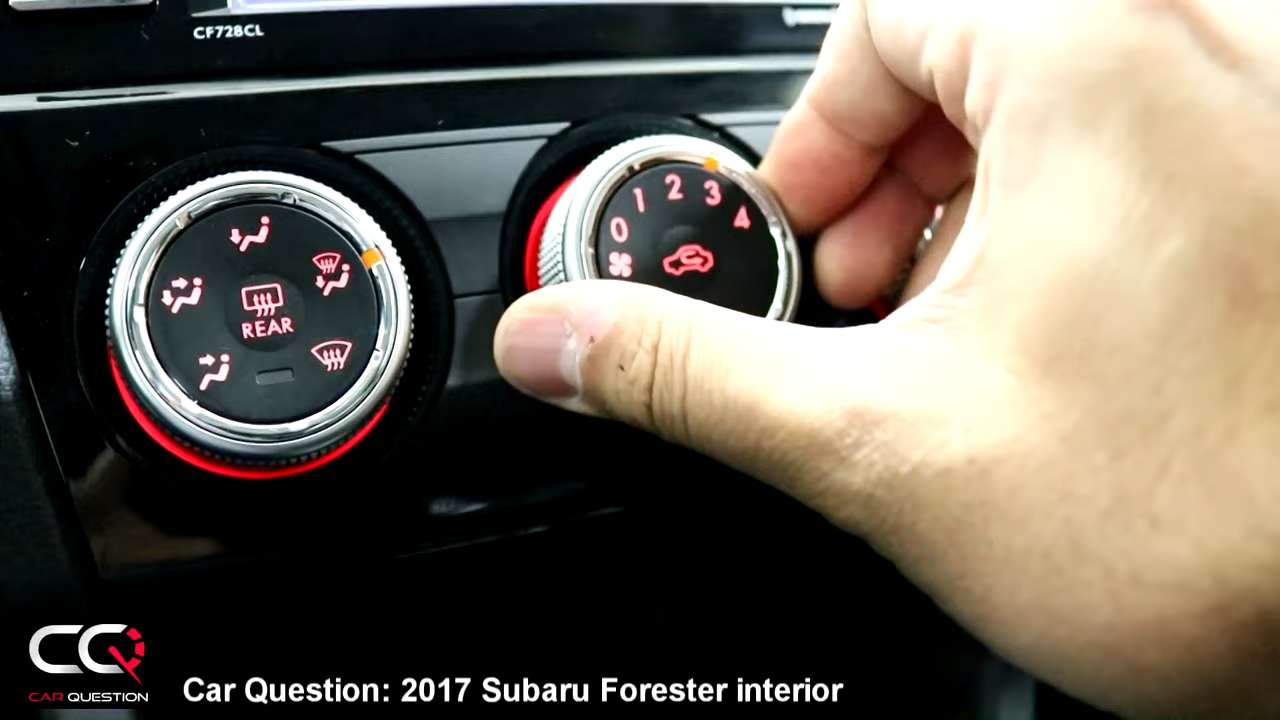 CF728CL
0 1 2 3 4
REAR
CQ
CAR QUESTION
Car Question: 2017 Subaru Forester interior